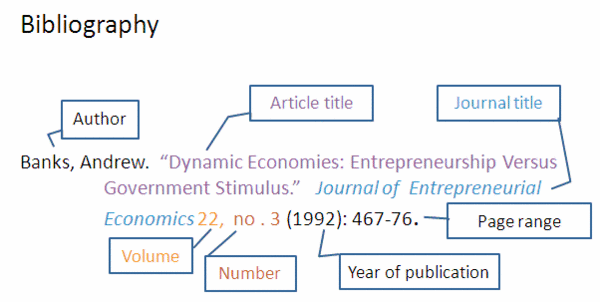 Bibliography
Article title
Journal title
Author
Banks, Andrew. “Dynamic Economies: Entrepreneurship Versus
Government Stimulus.” Journal of Entrepreneurial
Economics 22, no . 3 (1992): 467-76.
Page range
Volume
Number
Year of publication